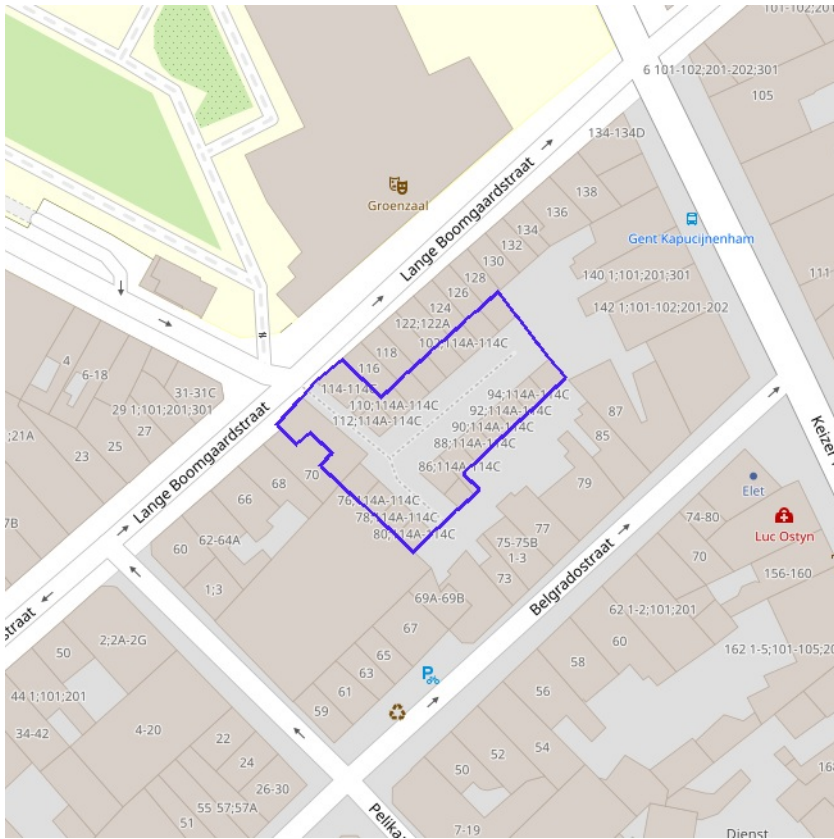 101-102;201
6 101-102;201-202;301
105
134-134D
138
136
134
132
130
128
126
124
122;122A
118
116
Groenzaal
Lange Boomgaardstraat
Gent Kapucijnenham
140 1;101;201;301
142 1;101-102;201-202
111
102;114A-114C
114-114C
110;114A-114C
112;114A-114C
94;114A-114C
92;114A-114C
90;114A-114C
88;114A-114C
86;114A-114C
76;114A-114C
78;114A-114C
80;114A-114C
4
6-18
31-31C
29 1;101;201;301
27
25
23
;21A
7B
Lange Boomgaardstraat
70
68
66
62-64A
60
1;3
87
85
79
77
75-75B
1-3
73
69A-69B
67
65
63
61
59
Belgradostraat
Keizer
Elet
Luc Ostyn
74-80
70
156-160
62 1-2;101;201
60
58
56
54
52
50
162 1-5;101-105;20
168
straat
2;2A-2G
50
44 1;101;201
34-42
4-20
22
24
26-30
55 57;57A
51
Pelika
7-19
Dienst